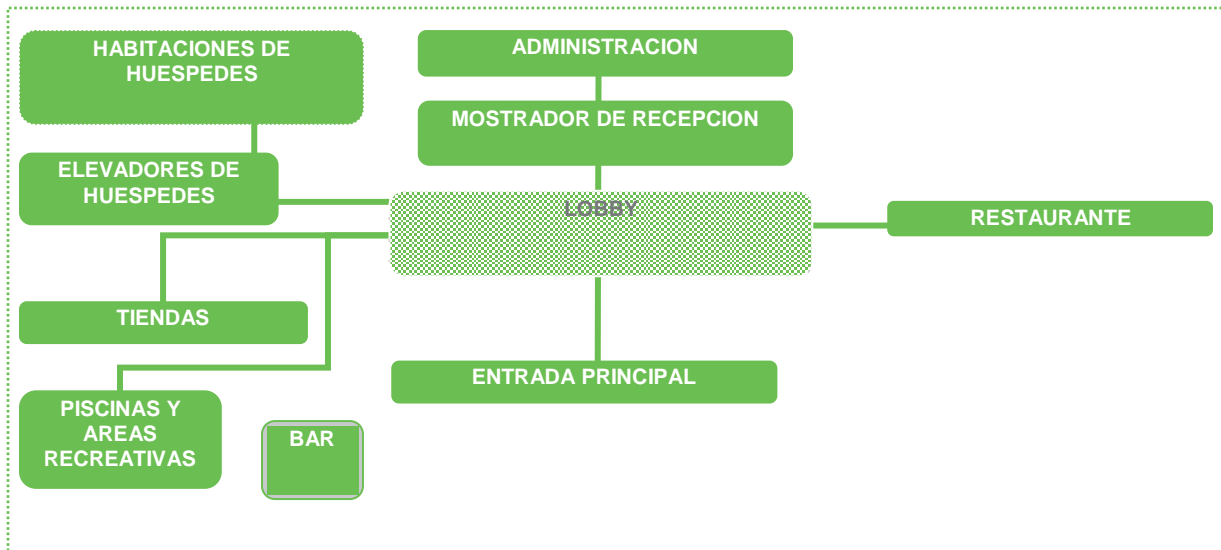 HABITACIONES DE
HUESPEDES
ADMINISTRACION
MOSTRADOR DE RECEPCION
ELEVADORES DE
HUESPEDES
LOBBY
RESTAURANTE
TIENDAS
ENTRADA PRINCIPAL
PISCINAS Y
AREAS
RECREATIVAS
BAR